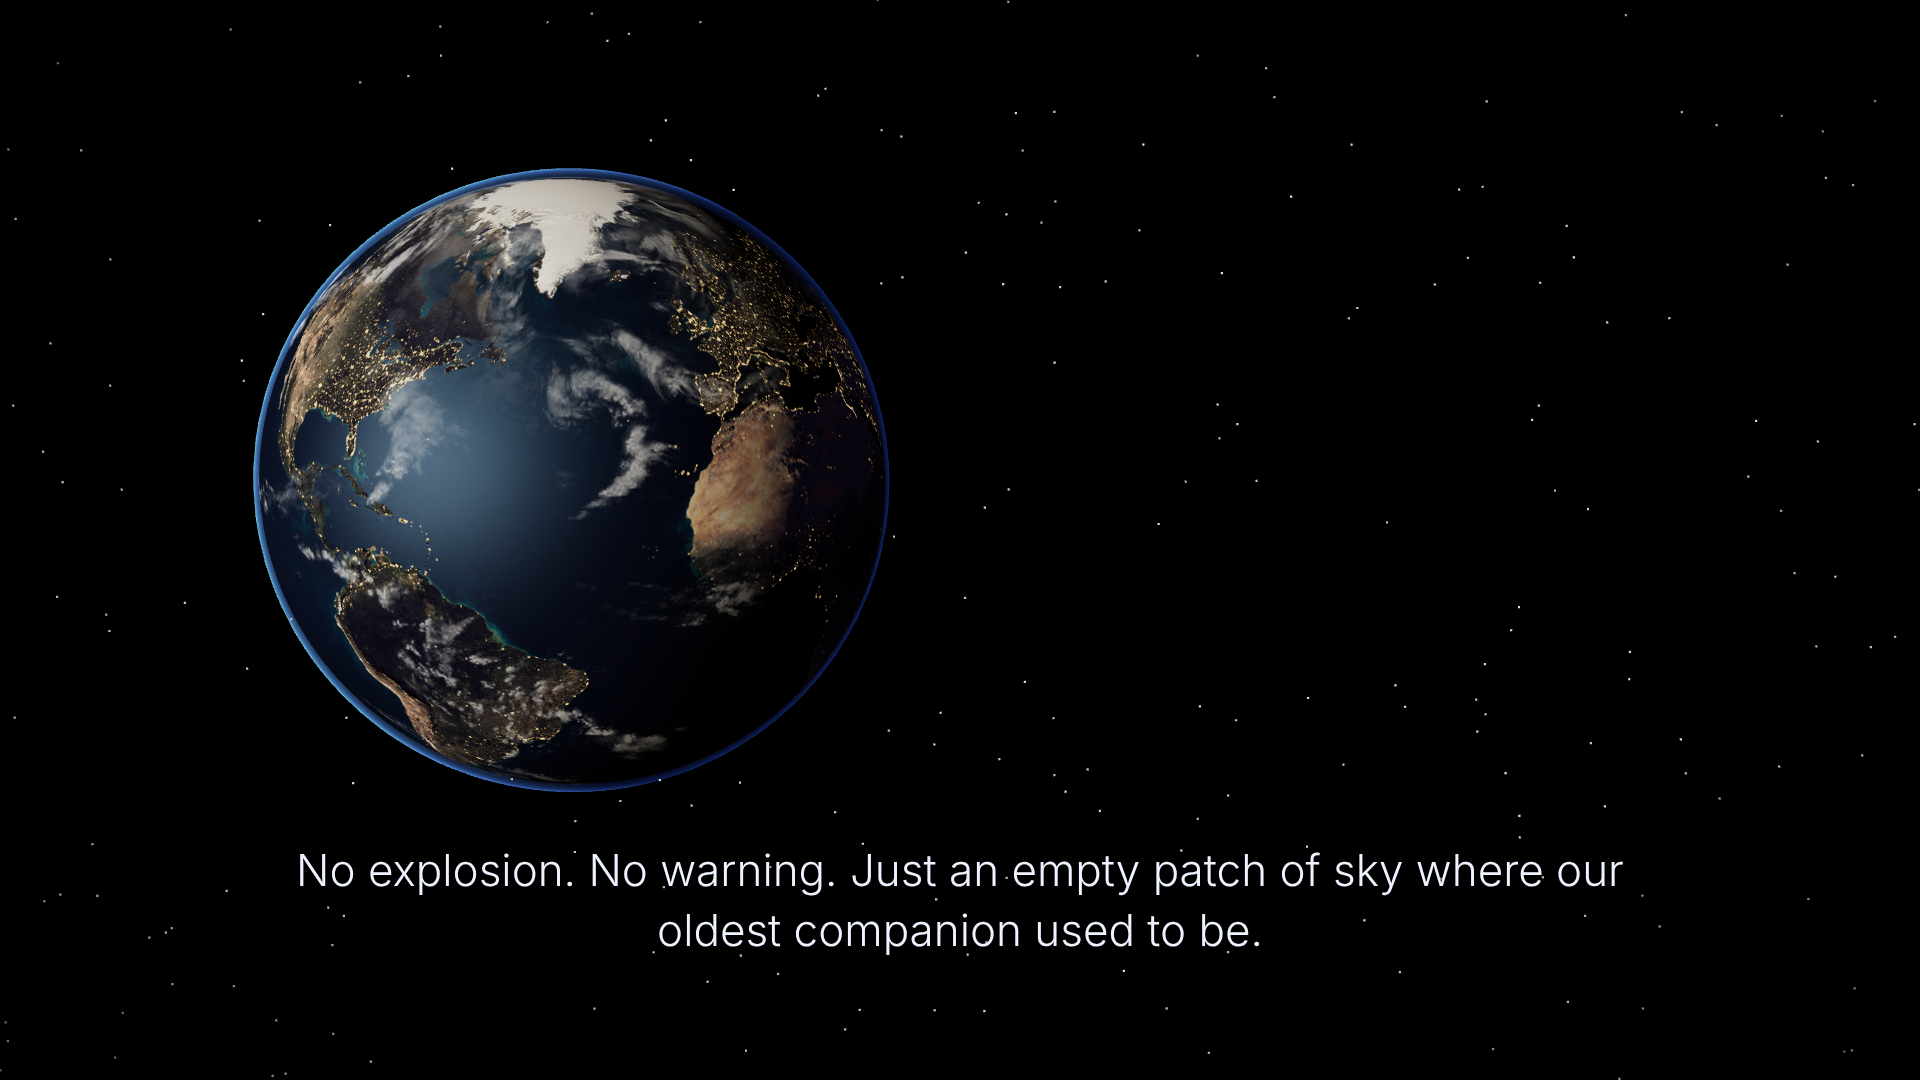 No explosion. No warning. Just an empty patch of sky where our
oldest companion used to be.